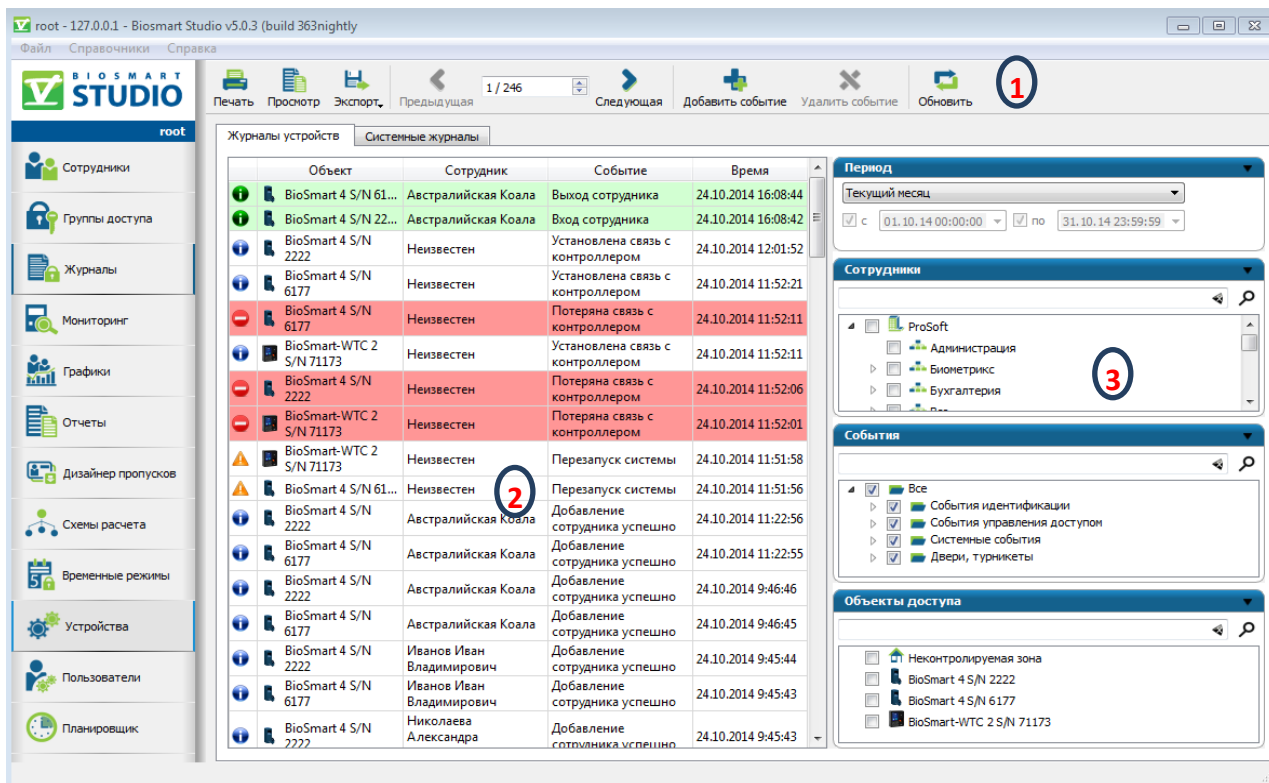 root - 127.0.0.1 - Biosmart Studio v5.0.3 (build 363nightly
Файл Справочники Справка
BIOSMART
STUDIO
root
Сотрудники
Группы доступа
Журналы
Мониторинг
Графики
Отчеты
Дизайнер пропусков
Схемы расчета
Временные режимы
Устройства
Пользователи
Планировщик
Печать Просмотр Экспорт Предыдущая 1 / 246 Следующая Добавить событие Удалить событие Обновить
1
Журналы устройств Системные журналы
Объект Сотрудник Событие Время
BioSmart 4 S/N 61... Австралийская Коала Выход сотрудника 24.10.2014 16:08:44
BioSmart 4 S/N 22... Австралийская Коала Вход сотрудника 24.10.2014 16:08:42
BioSmart 4 S/N 2222 Неизвестен Установлена связь с контроллером 24.10.2014 12:01:52
BioSmart 4 S/N 6177 Неизвестен Установлена связь с контроллером 24.10.2014 11:52:21
BioSmart 4 S/N 6177 Неизвестен Потеряна связь с контроллером 24.10.2014 11:52:11
BioSmart-WTC 2 S/N 71173 Неизвестен Установлена связь с контроллером 24.10.2014 11:52:11
BioSmart 4 S/N 2222 Неизвестен Потеряна связь с контроллером 24.10.2014 11:52:06
BioSmart-WTC 2 S/N 71173 Неизвестен Потеряна связь с контроллером 24.10.2014 11:52:01
BioSmart-WTC 2 S/N 71173 Неизвестен Перезапуск системы 24.10.2014 11:51:58
BioSmart 4 S/N 61... Неизвестен Перезапуск системы 24.10.2014 11:51:56
2
BioSmart 4 S/N 2222 Австралийская Коала Добавление сотрудника успешно 24.10.2014 11:22:56
BioSmart 4 S/N 6177 Австралийская Коала Добавление сотрудника успешно 24.10.2014 11:22:55
BioSmart 4 S/N 2222 Австралийская Коала Добавление сотрудника успешно 24.10.2014 9:46:46
BioSmart 4 S/N 6177 Австралийская Коала Добавление сотрудника успешно 24.10.2014 9:46:45
BioSmart 4 S/N 2222 Иванов Иван Владимирович Добавление сотрудника успешно 24.10.2014 9:45:44
BioSmart 4 S/N 6177 Иванов Иван Владимирович Добавление сотрудника успешно 24.10.2014 9:45:43
BioSmart 4 S/N 2222 Николаева Александра Добавление сотрудника успешно 24.10.2014 9:45:43
Период
Текущий месяц
с 01.10.14 00:00:00 по 31.10.14 23:59:59
Сотрудники
ProSoft
Администрация
Биометрикс
Бухгалтерия
3
События
Все
События идентификации
События управления доступом
Системные события
Двери, турникеты
Объекты доступа
Неконтролируемая зона
BioSmart 4 S/N 2222
BioSmart 4 S/N 6177
BioSmart-WTC 2 S/N 71173